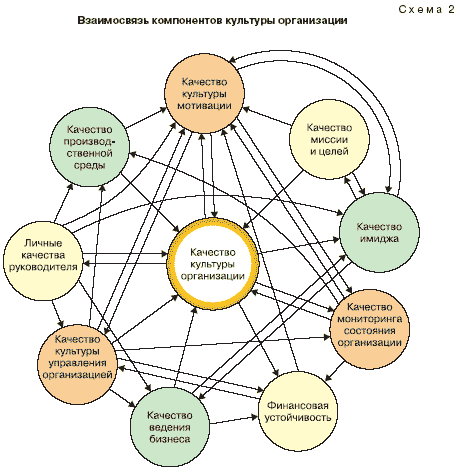 Схема 2
Взаимосвязь компонентов культуры организации
Качество
культуры
мотивации
Качество
производ-
ственной
среды
Качество
миссии
и целей
Качество
имиджа
Личные
качества
руководителя
Качество
культуры
организации
Качество
мониторинга
состояния
организации
Качество
культуры
управления
организацией
Качество
ведения
бизнеса
Финансовая
устойчивость